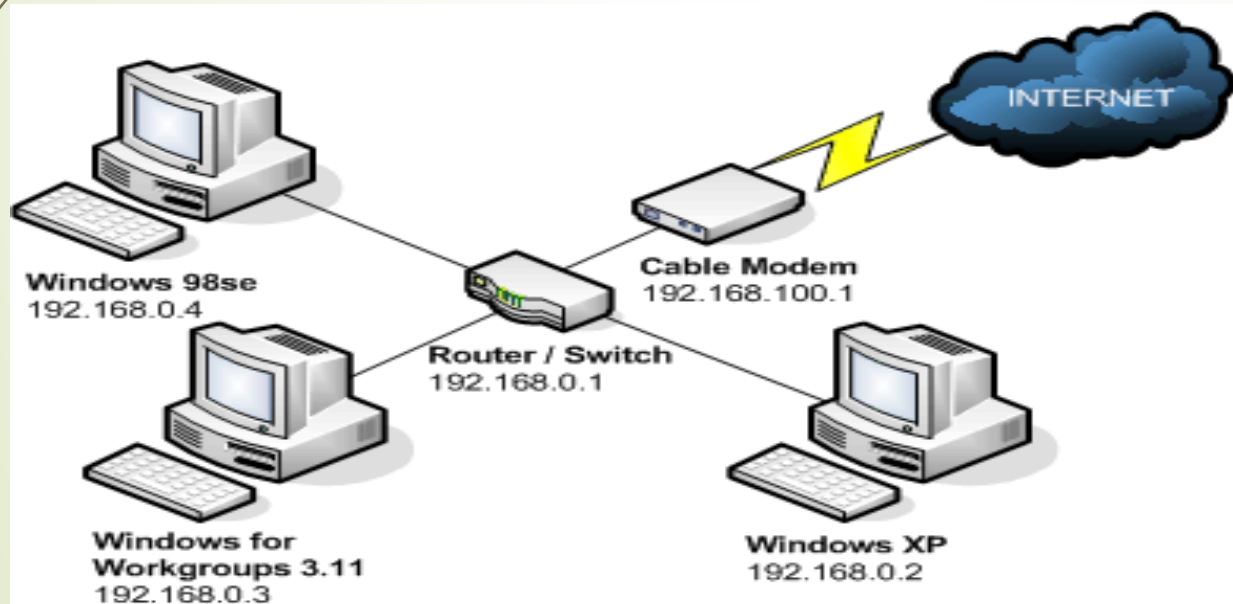 INTERNET
Cable Modem
192.168.100.1
Windows 98se
192.168.0.4
Router / Switch
192.168.0.1
Windows for
Workgroups 3.11
192.168.0.3
Windows XP
192.168.0.2